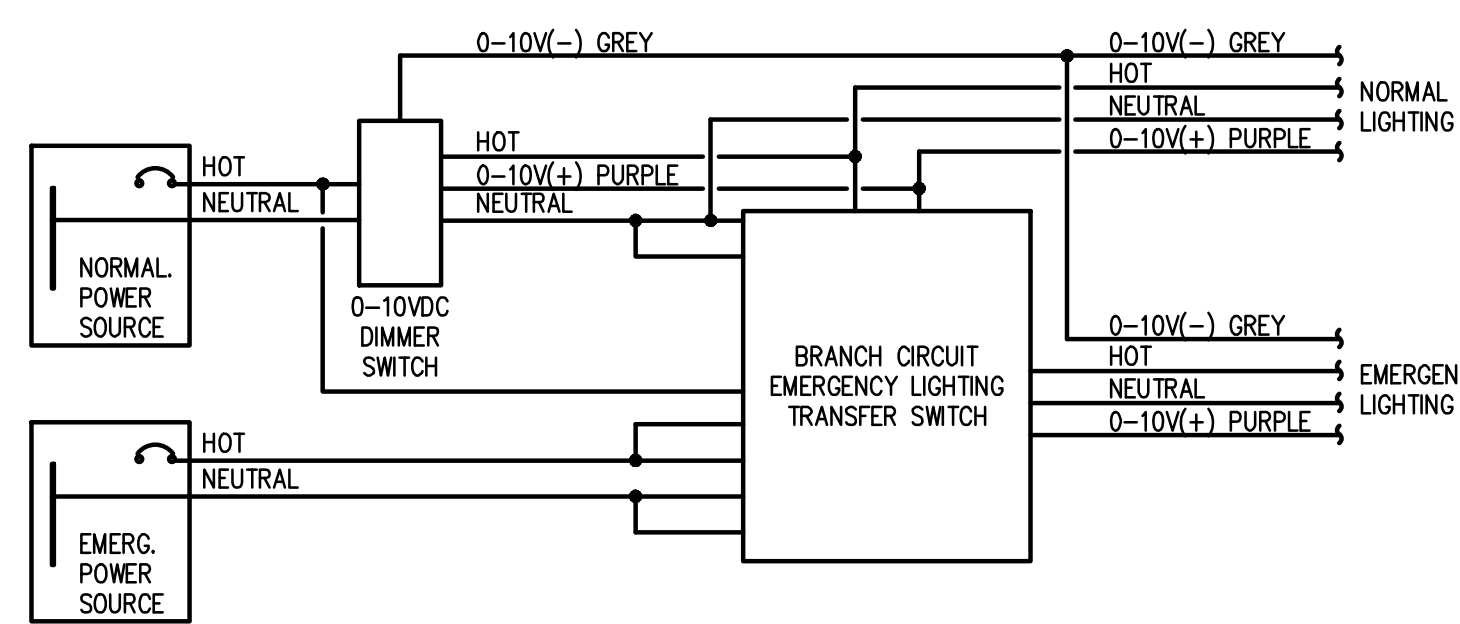 0-10V(-) GREY
0-10V(-) GREY
HOT
NEUTRAL
0-10V(+) PURPLE
NORMAL
LIGHTING
HOT
NEUTRAL
HOT
0-10V(+) PURPLE
NEUTRAL
NORMAL.
POWER
SOURCE
0-10VDC
DIMMER
SWITCH
BRANCH CIRCUIT
EMERGENCY LIGHTING
TRANSFER SWITCH
0-10V(-) GREY
HOT
NEUTRAL
0-10V(+) PURPLE
EMERGEN
LIGHTING
HOT
NEUTRAL
EMERG.
POWER
SOURCE